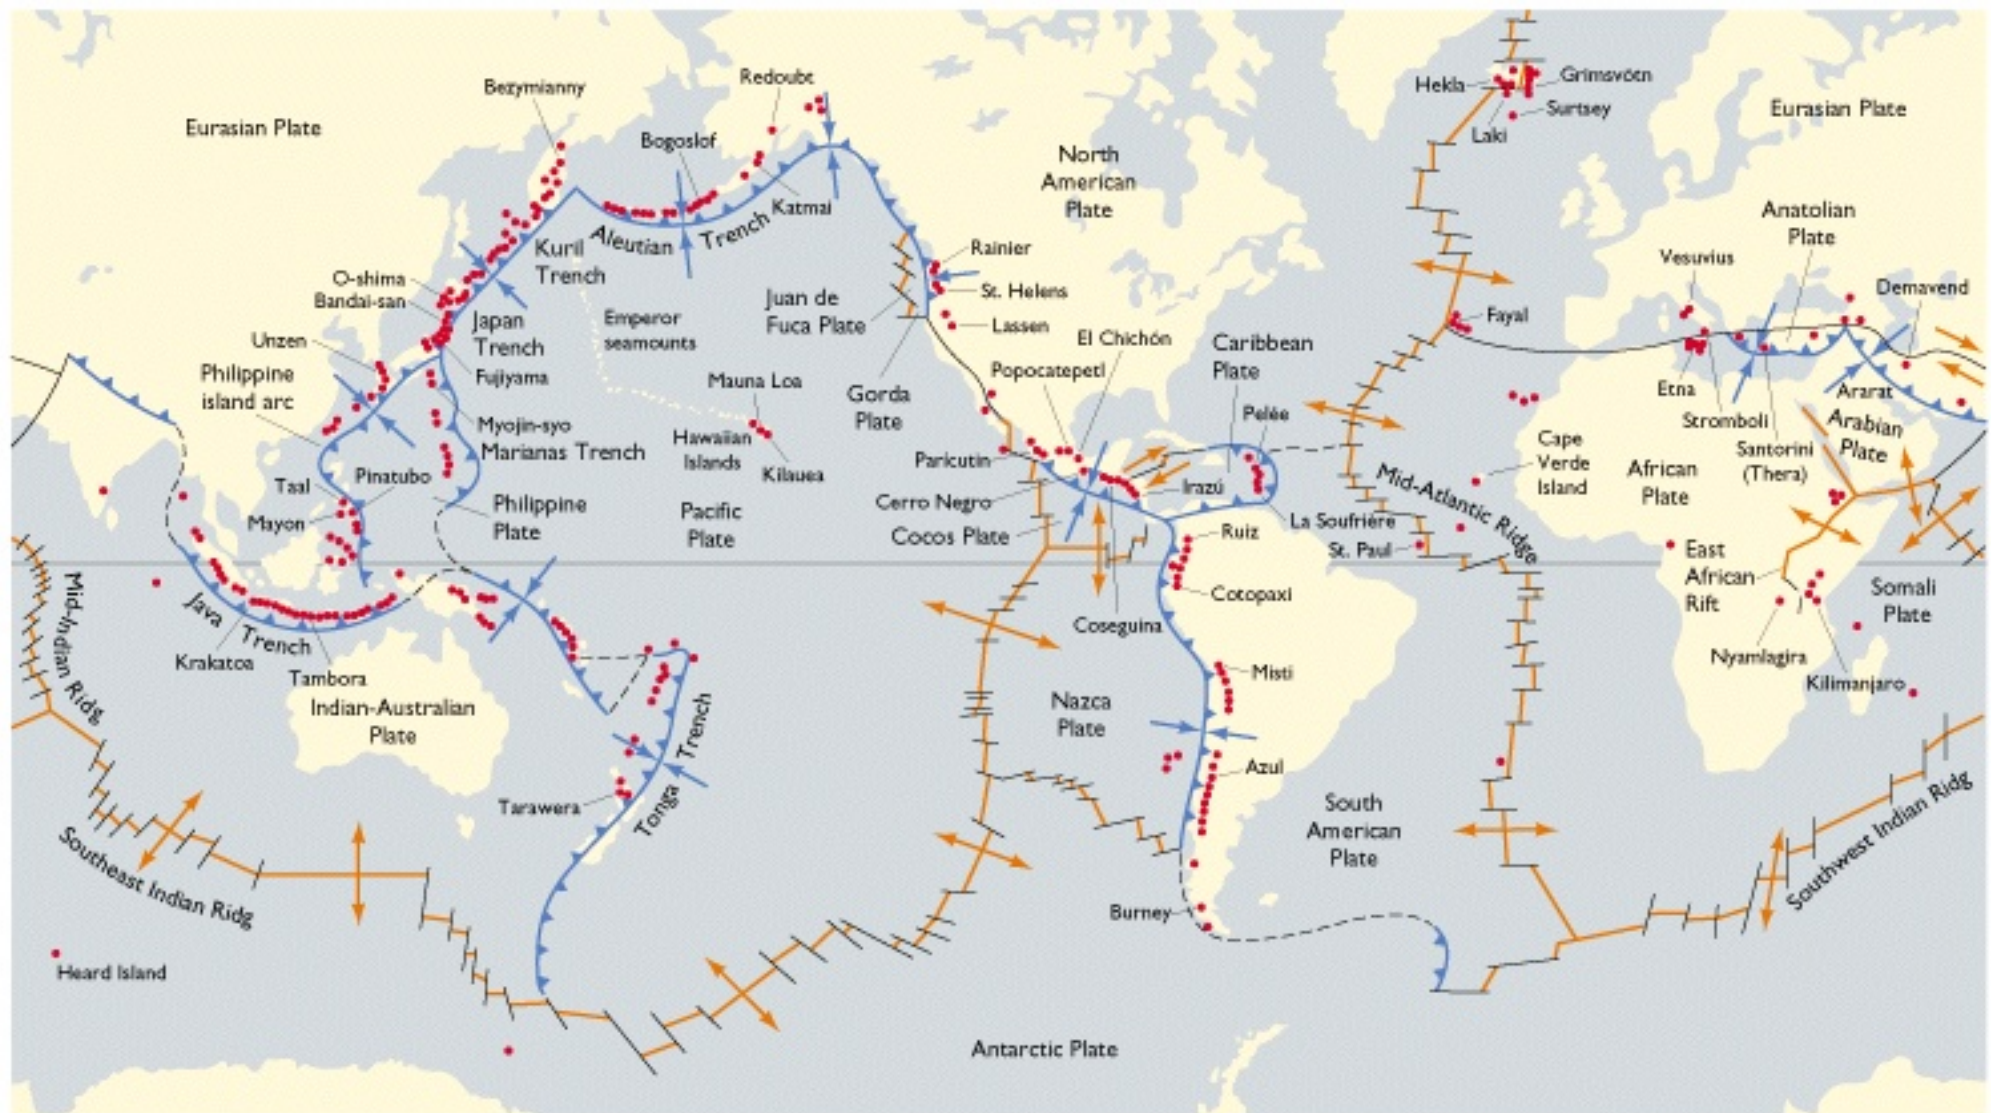 Redoubt
Bezymianny
Hekla
Grimsvötn
Surtsey
Laki
Eurasian Plate
Eurasian Plate
Bogoslof
North
American
Plate
Katmai
Aleutian Trench
Kuril
Trench
Anatolian
Plate
Rainier
Vesuvius
O-shima
Bandai-san
St. Helens
Demavend
Juan de
Fuca Plate
Emperor
seamounts
Japan
Trench
Lassen
Fayal
Unzen
El Chichón
Caribbean
Plate
Philippine
island arc
Fujiyama
Mauna Loa
Popocatepetl
Gorda
Plate
Etna
Ararat
Pelée
Stromboli
Arabian
Plate
Myojin-syo
Marianas Trench
Hawaiian
Islands
Kilauea
Paricutin
Cape
Verde
Island
African
Plate
Santorini
(Thera)
Taal
Pinatubo
Irazú
Mid-Atlantic Ridge
Mayon
Philippine
Plate
Pacific
Plate
Cerro Negro
Cocos Plate
La Soufrière
Ruiz
St. Paul
East
African
Rift
Somali
Plate
Mid-Indian Ridg
Java Trench
Cotopaxi
Coseguina
Krakatoa
Tambora
Nyamlagira
Kilimanjaro
Misti
Indian-Australian
Plate
Nazca
Plate
Tonga Trench
Azul
Tarawera
South
American
Plate
Southeast Indian Ridg
Southwest Indian Ridg
Burney
Heard Island
Antarctic Plate